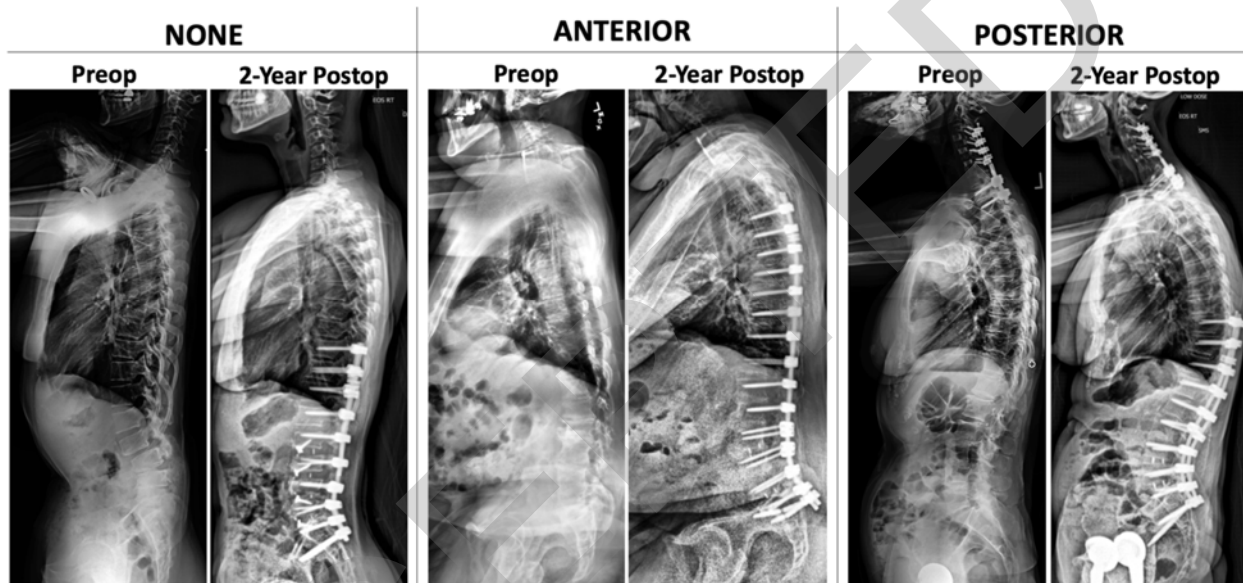 NONE
ANTERIOR
POSTERIOR
Preop
2-Year Postop
Preop
2-Year Postop
Preop
2-Year Postop
EOS RT
LOW DOSE
EOS RT
SMS
L